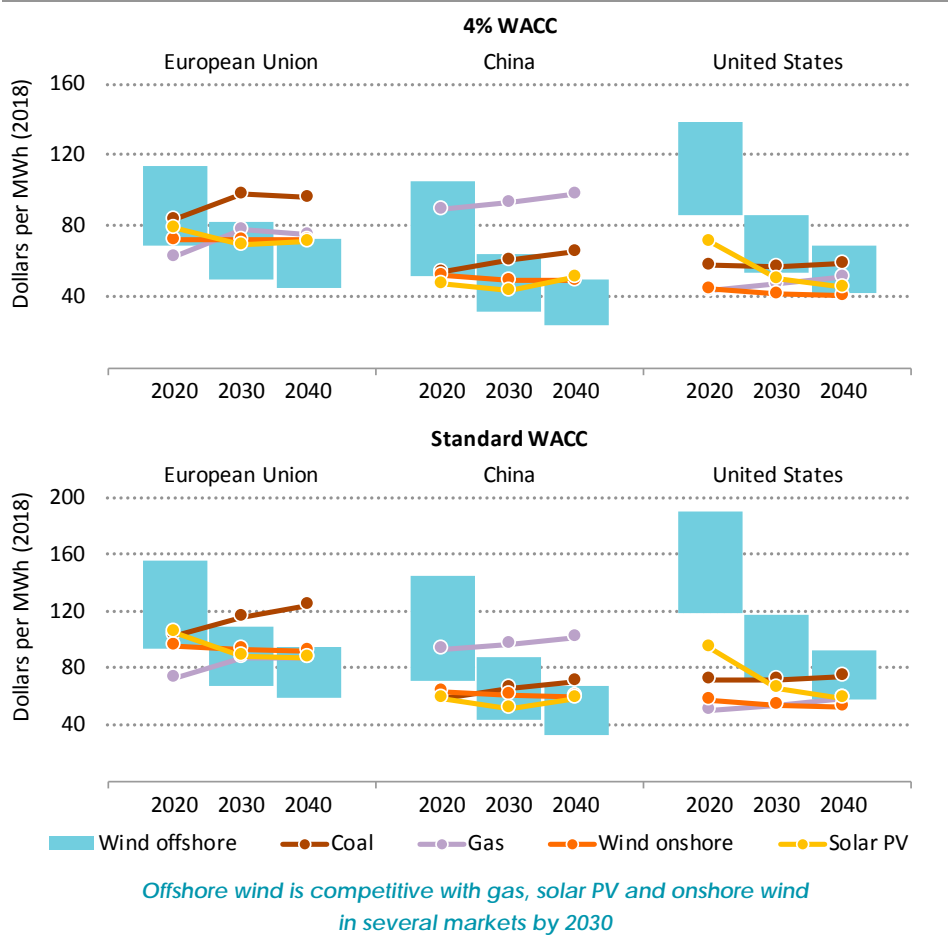 4% WACC
European Union China United States
Dollars per MWh (2018)
160
120
80
40
2020 2030 2040 2020 2030 2040 2020 2030 2040
Standard WACC
European Union China United States
Dollars per MWh (2018)
200
160
120
80
40
2020 2030 2040 2020 2030 2040 2020 2030 2040
Wind offshore Coal Gas Wind onshore Solar PV
Offshore wind is competitive with gas, solar PV and onshore wind
in several markets by 2030